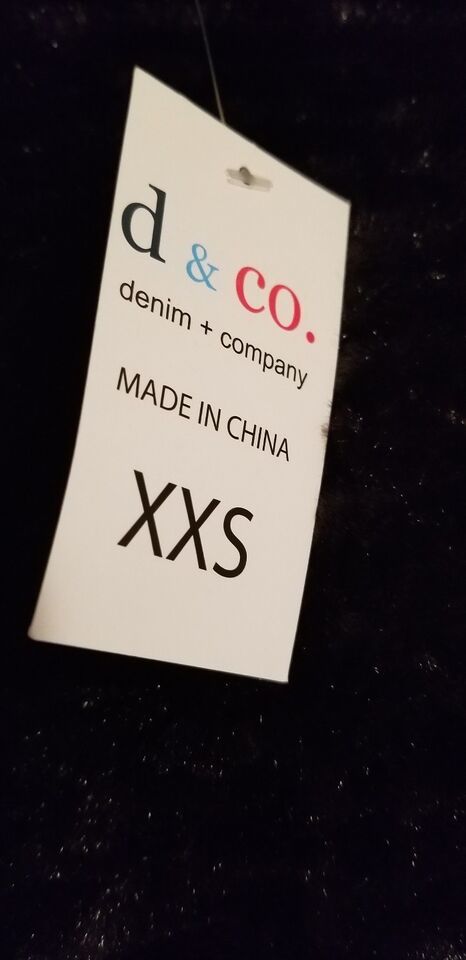 d & co.
denim + company
MADE IN CHINA
XXS